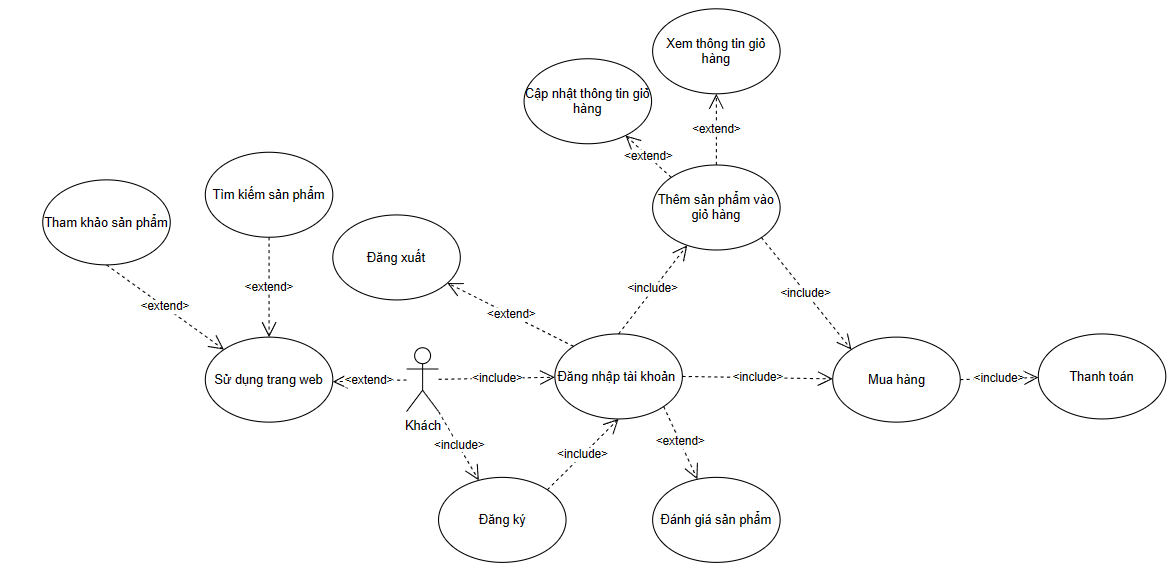 Xem thông tin giỏ
hàng
Cập nhật thông tin giỏ
hàng
<extend>
<extend>
Tìm kiếm sản phẩm
Thêm sản phẩm vào
giỏ hàng
Tham khảo sản phẩm
Đăng xuất
<extend>
<include>
<include>
<extend>
<extend>
Sử dụng trang web
<extend>
<include>
Đăng nhập tài khoản
<include>
Mua hàng
<include>
Thanh toán
Khách
<include>
<include>
<extend>
Đăng ký
Đánh giá sản phẩm